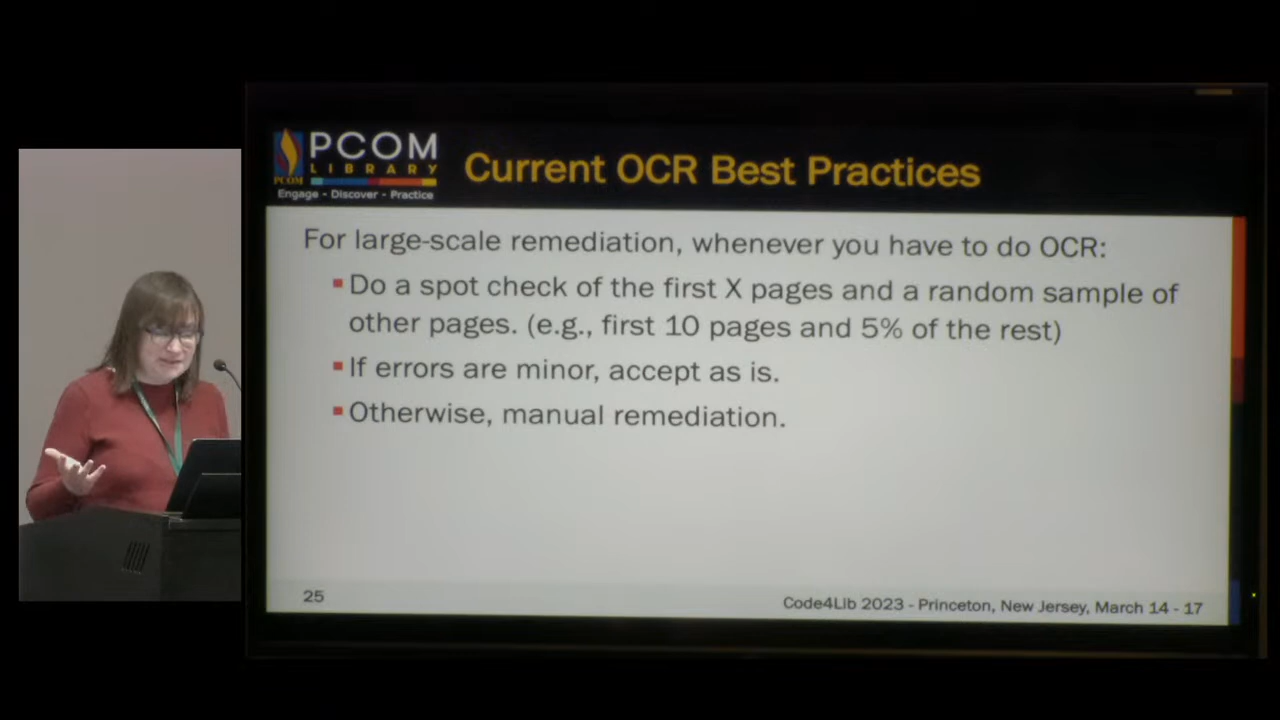 PCOM
LIBRARY
PCOM
Engage - Discover - Practice
Current OCR Best Practices
For large-scale remediation, whenever you have to do OCR:
▪Do a spot check of the first X pages and a random sample of
other pages. (e.g., first 10 pages and 5% of the rest)
▪If errors are minor, accept as is.
▪Otherwise, manual remediation.
25
Code4Lib 2023 - Princeton, New Jersey, March 14 - 17